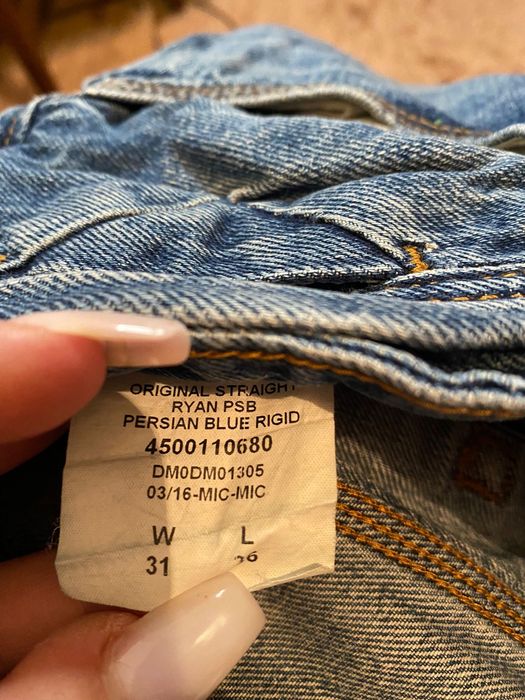 ORIGINAL STRAIGHT
RYAN PSB
PERSIAN BLUE RIGID
4500110680
DM0DM01305
03/16-MIC-MIC
W L
31